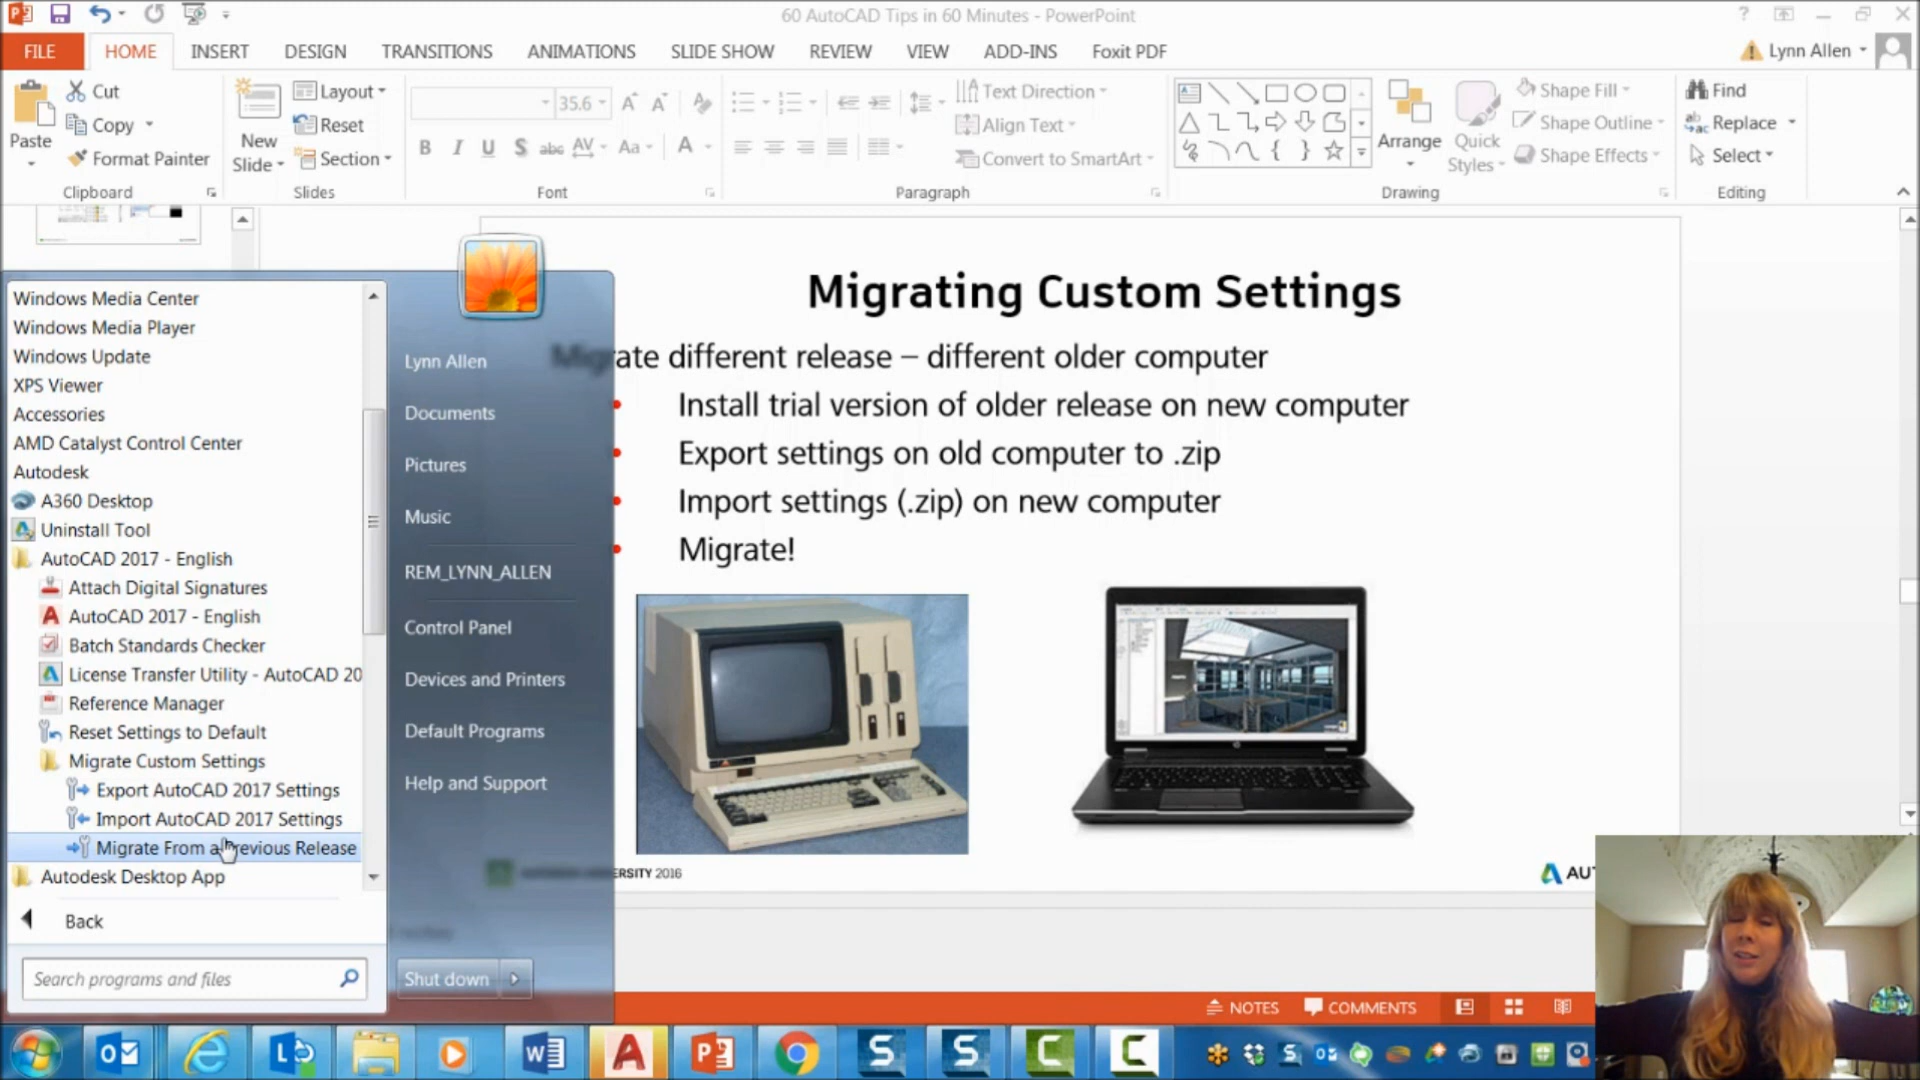 60 AutoCAD Tips in 60 Minutes - PowerPoint
FILE HOME INSERT DESIGN TRANSITIONS ANIMATIONS SLIDE SHOW REVIEW VIEW ADD-INS Foxit PDF Lynn Allen
Paste
Cut
Copy
Format Painter
Clipboard
New Slide
Layout
Reset
Section
Slides
35.6
B I U S abc AV Aa A
Font
Text Direction
Align Text
Convert to SmartArt
Paragraph
Arrange
Quick Styles
Shape Fill
Shape Outline
Shape Effects
Drawing
Find
Replace
Select
Editing
Windows Media Center
Windows Media Player
Windows Update
XPS Viewer
Accessories
AMD Catalyst Control Center
Autodesk
A360 Desktop
Uninstall Tool
AutoCAD 2017 - English
Attach Digital Signatures
AutoCAD 2017 - English
Batch Standards Checker
License Transfer Utility - AutoCAD 20
Reference Manager
Reset Settings to Default
Migrate Custom Settings
Export AutoCAD 2017 Settings
Import AutoCAD 2017 Settings
Migrate From a Previous Release
Autodesk Desktop App
Back
Search programs and files
Lynn Allen
Documents
Pictures
Music
REM_LYNN_ALLEN
Control Panel
Devices and Printers
Default Programs
Help and Support
Shut down
Migrating Custom Settings
Migrate different release – different older computer
Install trial version of older release on new computer
Export settings on old computer to .zip
Import settings (.zip) on new computer
Migrate!
ERSITY 2016
AU
NOTES COMMENTS